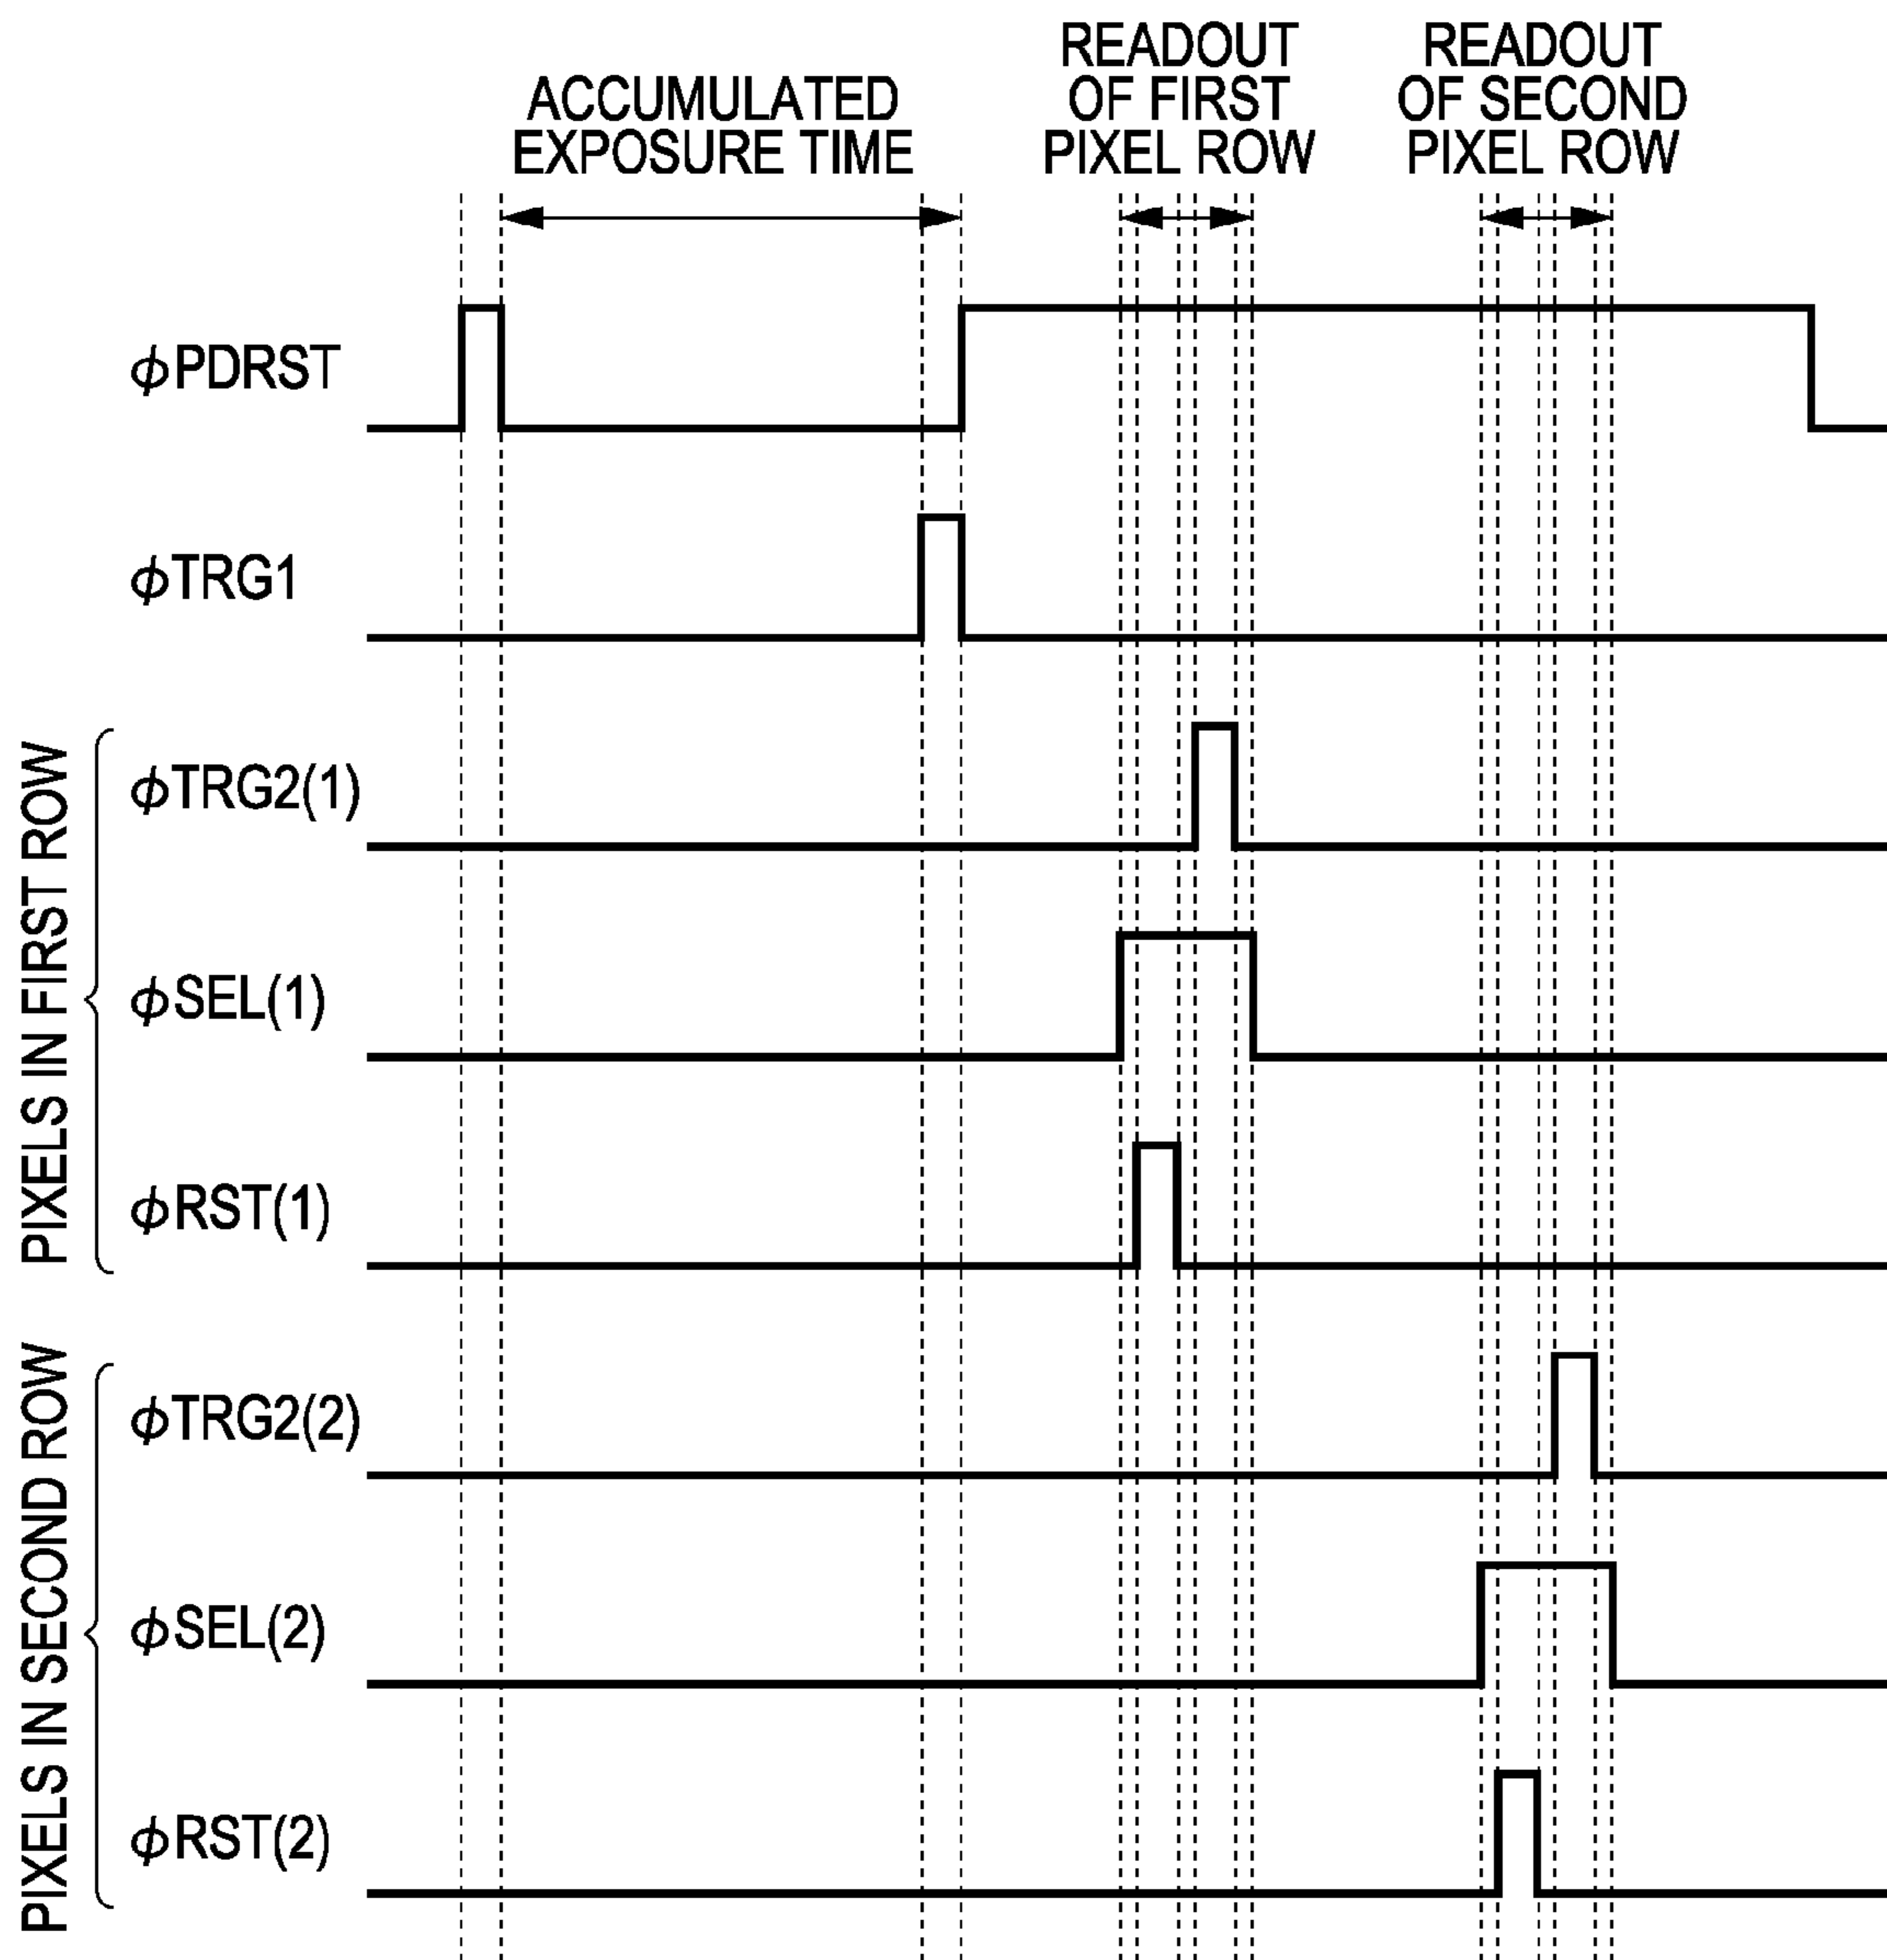 ACCUMULATED
EXPOSURE TIME
READOUT
OF FIRST
PIXEL ROW
READOUT
OF SECOND
PIXEL ROW
ϕPDRST
ϕTRG1
PIXELS IN FIRST ROW
ϕTRG2(1)
ϕSEL(1)
ϕRST(1)
PIXELS IN SECOND ROW
ϕTRG2(2)
ϕSEL(2)
ϕRST(2)